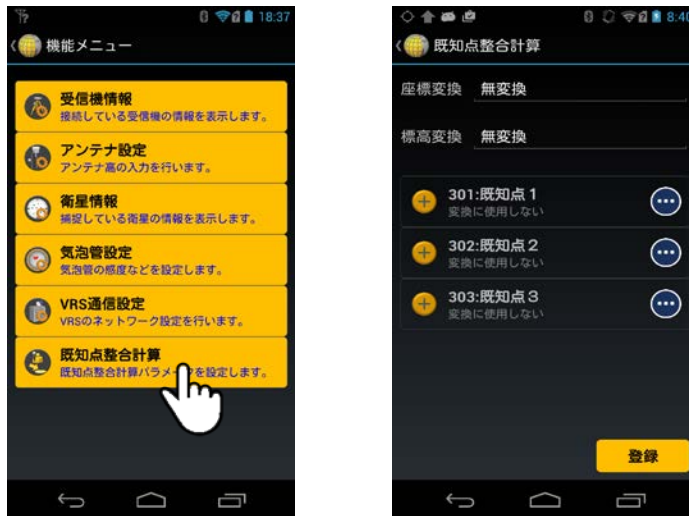 18:37
機能メニュー
受信機情報
接続している受信機の情報を表示します。
アンテナ設定
アンテナ高の入力を行います。
衛星情報
捕捉している衛星の情報を表示します。
気泡管設定
気泡管の感度などを設定します。
VRS通信設定
VRSのネットワーク設定を行います。
既知点整合計算
既知点整合計算パラメータを設定します。
8:40
既知点整合計算
座標変換 無変換
標高変換 無変換
301:既知点1
変換に使用しない
302:既知点2
変換に使用しない
303:既知点3
変換に使用しない
登録